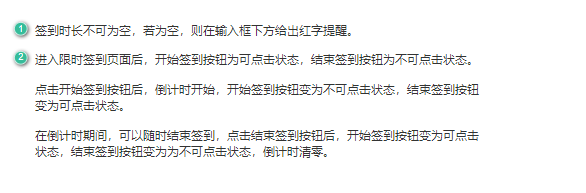 1 签到时长不可为空，若为空，则在输入框下方给出红字提醒。
2 进入限时签到页面后，开始签到按钮为可点击状态，结束签到按钮为不可点击状态。
点击开始签到按钮后，倒计时开始，开始签到按钮变为不可点击状态，结束签到按钮
变为可点击状态。
在倒计时期间，可以随时结束签到，点击结束签到按钮后，开始签到按钮变为可点击
状态，结束签到按钮变为为不可点击状态，倒计时清零。